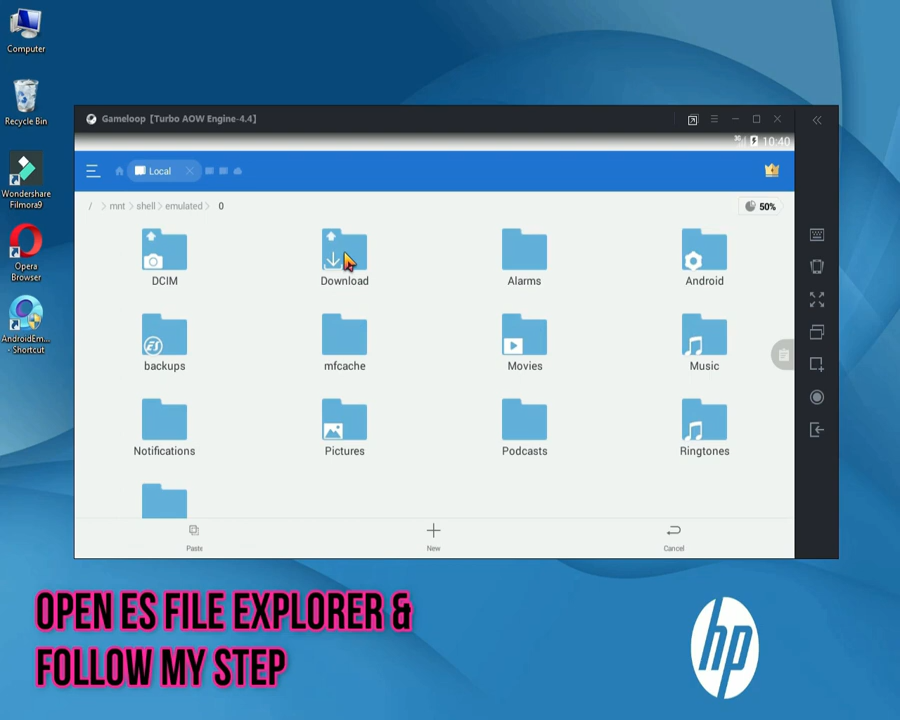 Computer
Recycle Bin
Wondershare
Filmora9
Opera
Browser
AndroidEm...
- Shortcut
Gameloop [Turbo AOW Engine-4.4]
3G
10:40
Local
/ > mnt > shell > emulated > 0
50%
DCIM
Download
Alarms
Android
backups
mfcache
Movies
Music
Notifications
Pictures
Podcasts
Ringtones
Paste
New
Cancel
OPEN ES FILE EXPLORER &
FOLLOW MY STEP
hp